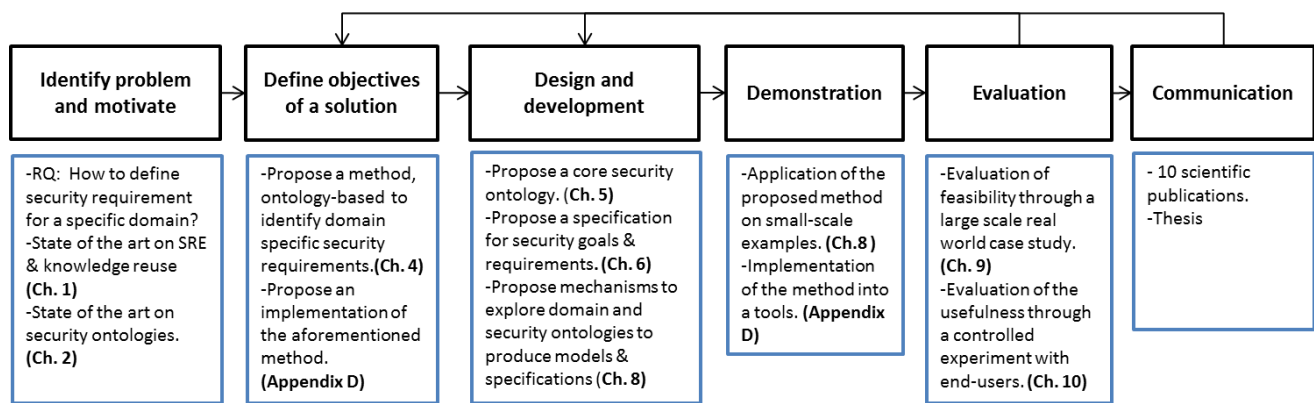 Identify problem
and motivate
Define objectives
of a solution
Design and
development
Demonstration
Evaluation
Communication
-RQ: How to define
security requirement
for a specific domain?
-State of the art on SRE
& knowledge reuse
(Ch. 1)
-State of the art on
security ontologies.
(Ch. 2)
-Propose a method,
ontology-based to
identify domain
specific security
requirements.(Ch. 4)
-Propose an
implementation of
the aforementioned
method.
(Appendix D)
-Propose a core security
ontology. (Ch. 5)
-Propose a specification
for security goals &
requirements. (Ch. 6)
-Propose mechanisms to
explore domain and
security ontologies to
produce models &
specifications (Ch. 8)
-Application of the
proposed method
on small-scale
examples. (Ch.8 )
-Implementation
of the method into
a tools. (Appendix
D)
-Evaluation of
feasibility through a
large scale real
world case study.
(Ch. 9)
-Evaluation of the
usefulness through
a controlled
experiment with
end-users. (Ch. 10)
- 10 scientific
publications.
-Thesis